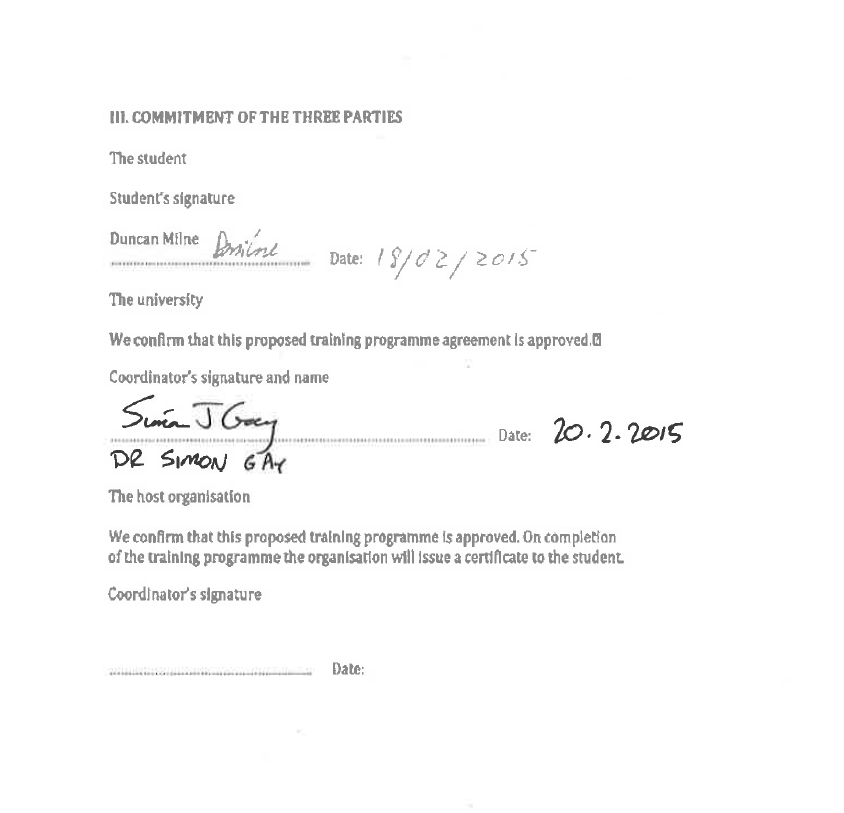 III. COMMITMENT OF THE THREE PARTIES
The student
Student's signature
Duncan Milne DMilne
Date: 18/02/2015
The university
We confirm that this proposed training programme agreement is approved.
Coordinator's signature and name
Simon J Gay
Date: 20.2.2015
DR SIMON GAY
The host organisation
We confirm that this proposed training programme is approved. On completion
of the training programme the organisation will issue a certificate to the student.
Coordinator's signature
Date: